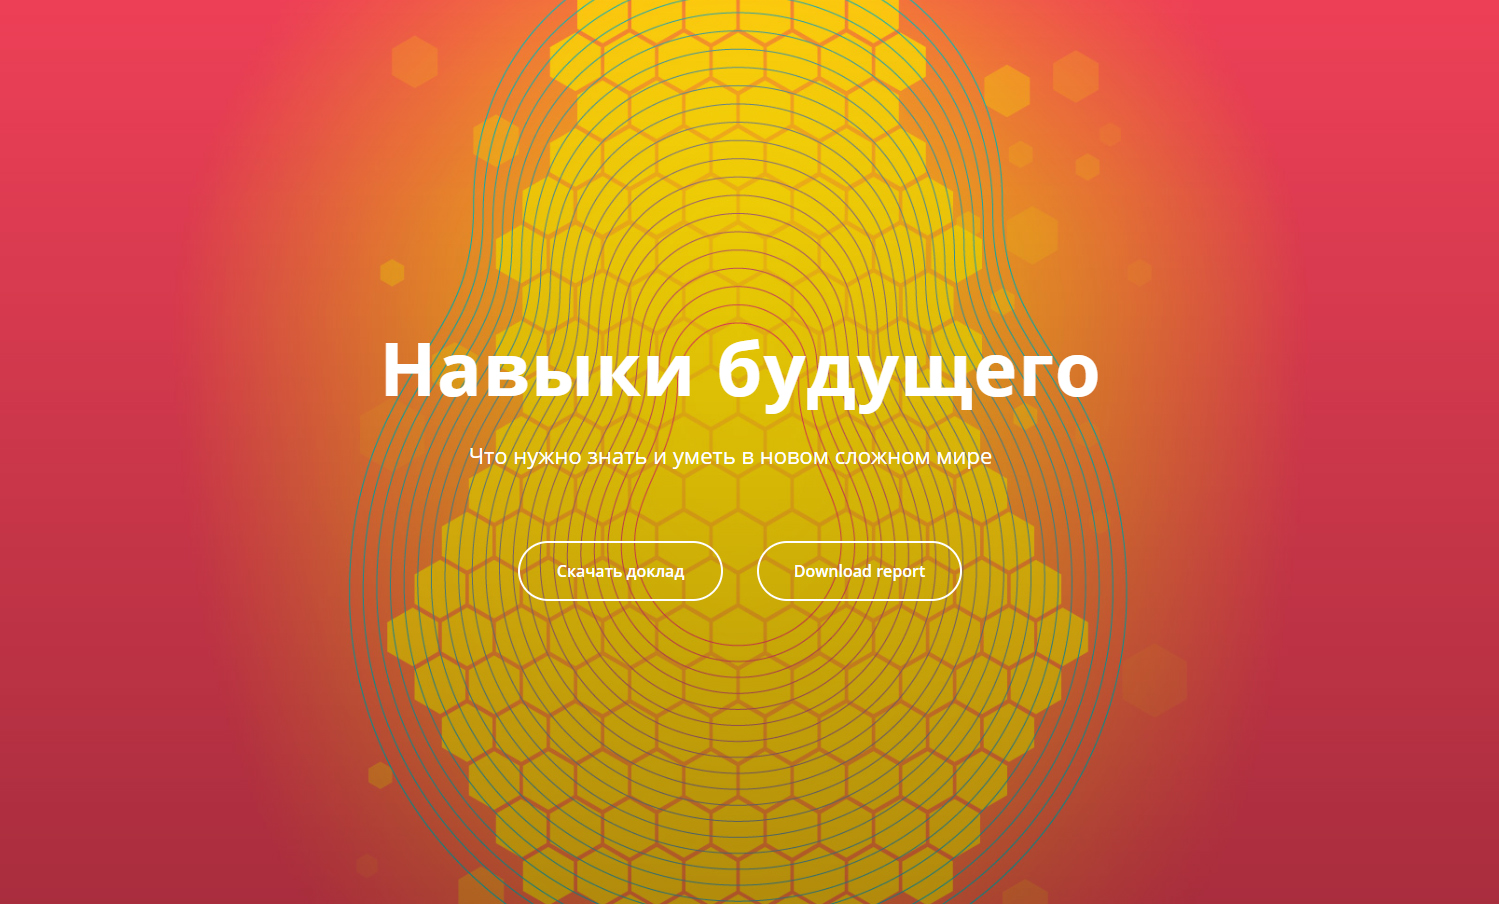 Навыки будущего
Что нужно знать и уметь в новом сложном мире
Скачать доклад
Download report